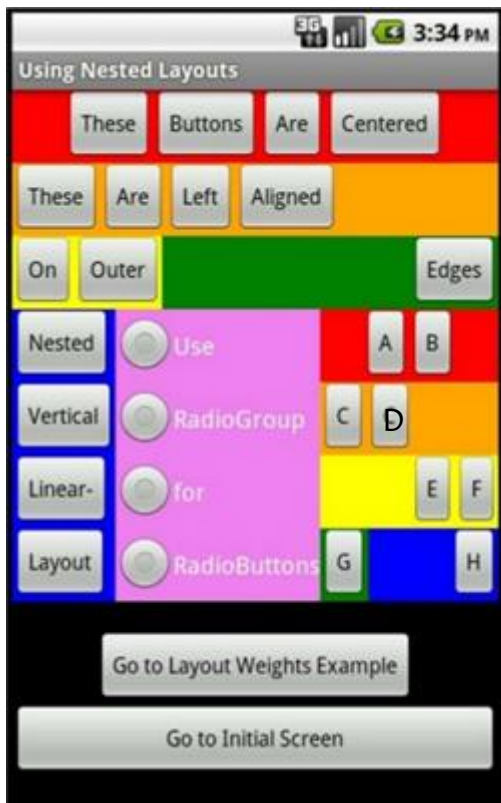 3G 3:34 PM
Using Nested Layouts
These Buttons Are Centered
These Are Left Aligned
On Outer Edges
Nested Use A B
Vertical RadioGroup C D
Linear- for E F
Layout RadioButtons G H
Go to Layout Weights Example
Go to Initial Screen